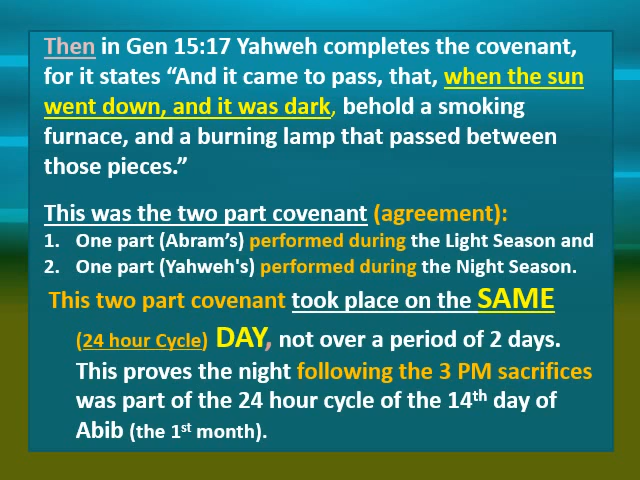 Then in Gen 15:17 Yahweh completes the covenant,
for it states “And it came to pass, that, when the sun
went down, and it was dark, behold a smoking
furnace, and a burning lamp that passed between
those pieces.”
This was the two part covenant (agreement):
1. One part (Abram’s) performed during the Light Season and
2. One part (Yahweh's) performed during the Night Season.
This two part covenant took place on the SAME
(24 hour Cycle) DAY, not over a period of 2 days.
This proves the night following the 3 PM sacrifices
was part of the 24 hour cycle of the 14th day of
Abib (the 1st month).